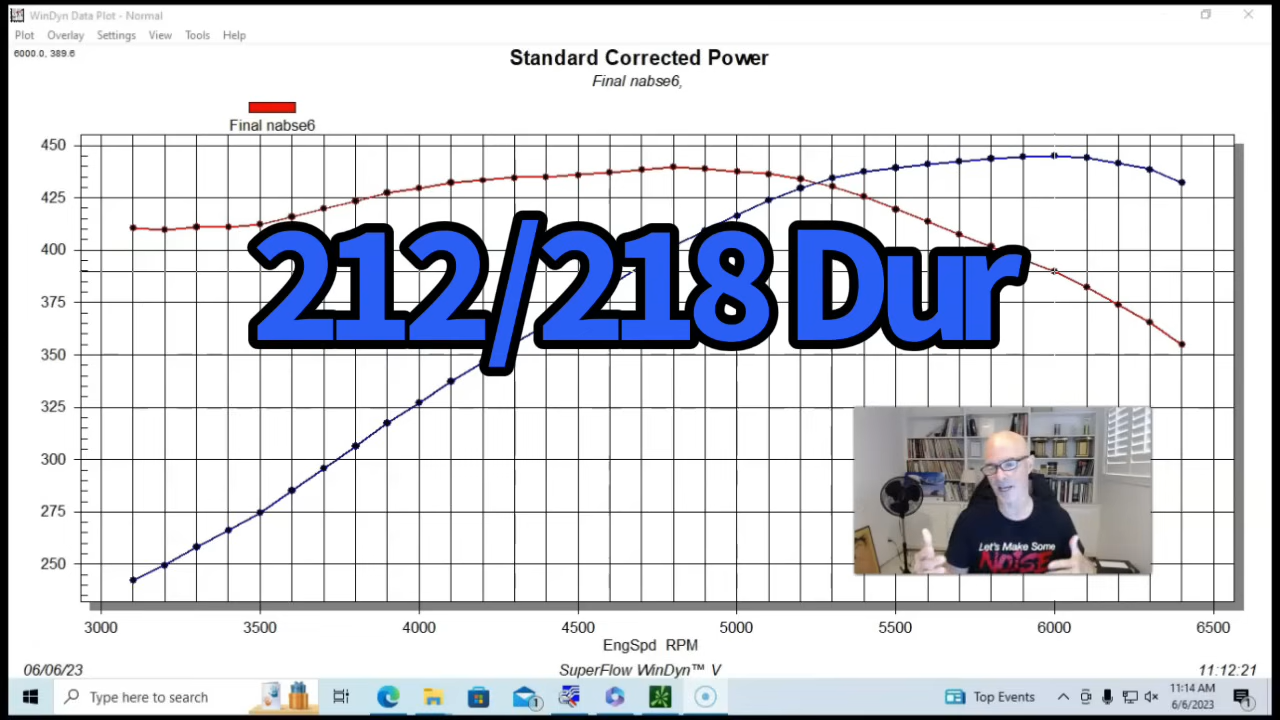 WinDyn Data Plot - Normal
Plot Overlay Settings View Tools Help
6000.0, 389.6
Standard Corrected Power
Final nabse6,
Final nabse6
450
425
400
375
350
325
300
275
250
212/218 Dur
Let's Make Some
NOISE
3000 3500 4000 4500 5000 5500 6000 6500
EngSpd RPM
06/06/23 SuperFlow WinDyn™ V 11:12:21
Type here to search
1
Top Events
11:14 AM
6/6/2023
1